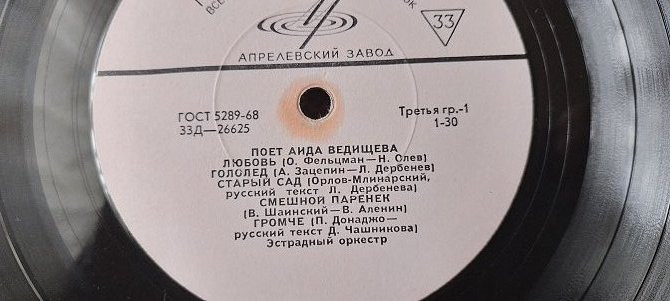 33
АПРЕЛЕВСКИЙ ЗАВОД
ГОСТ 5289-68
33Д—26625
Третья гр.-1
1-30
ПОЕТ АИДА ВЕДИЩЕВА
ЛЮБОВЬ (О. Фельцман—Н. Олев)
ГОЛОЛЕД (А. Зацепин—Л. Дербенев)
СТАРЫЙ САД (Орлов-Млинарский,
русский текст Л. Дербенева)
СМЕШНОЙ ПАРЕНЕК
(В. Шаинский—В. Аленин)
ГРОМЧЕ (П. Донаджо—
русский текст Д. Чашникова)
Эстрадный оркестр